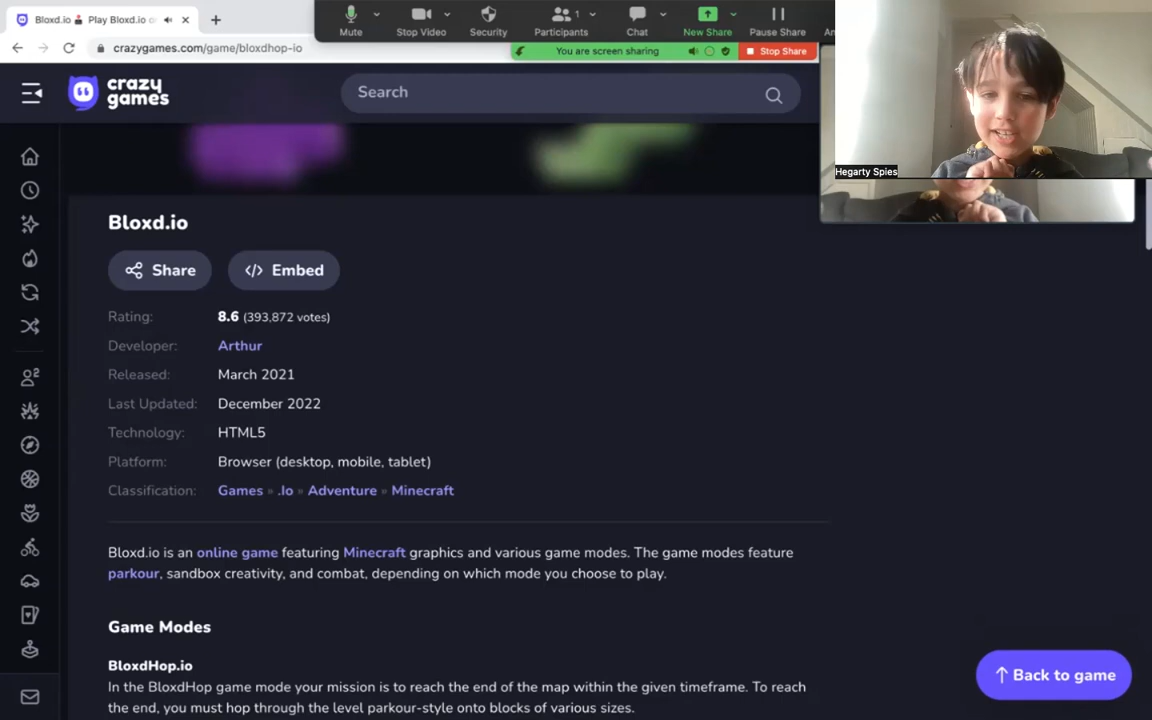 Bloxd.io Play Bloxd.io o
Mute
Stop Video
Security
1
Participants
Chat
New Share
Pause Share
You are screen sharing
Stop Share
crazygames.com/game/bloxdhop-io
crazy
games
Search
Hegarty Spies
Bloxd.io
Share
</> Embed
Rating: 8.6 (393,872 votes)
Developer: Arthur
Released: March 2021
Last Updated: December 2022
Technology: HTML5
Platform: Browser (desktop, mobile, tablet)
Classification: Games » .Io » Adventure » Minecraft
Bloxd.io is an online game featuring Minecraft graphics and various game modes. The game modes feature
parkour, sandbox creativity, and combat, depending on which mode you choose to play.
Game Modes
BloxdHop.io
In the BloxdHop game mode your mission is to reach the end of the map within the given timeframe. To reach
the end, you must hop through the level parkour-style onto blocks of various sizes.
Back to game